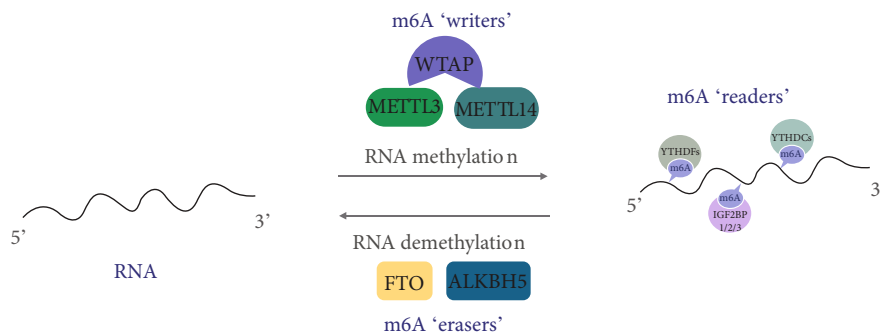 m6A ‘writers’
WTAP
METTL3
METTL14
RNA methylation
RNA demethylation
FTO
ALKBH5
m6A ‘erasers’
5’
3’
RNA
m6A ‘readers’
YTHDFs
m6A
YTHDCs
m6A
m6A
IGF2BP
1/2/3
5’
3